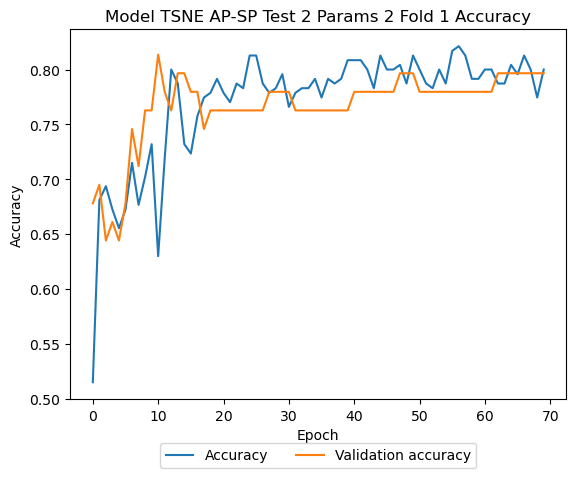 Model TSNE AP-SP Test 2 Params 2 Fold 1 Accuracy
0.80
0.75
0.70
0.65
0.60
0.55
0.50
Accuracy
0 10 20 30 40 50 60 70
Epoch
Accuracy Validation accuracy